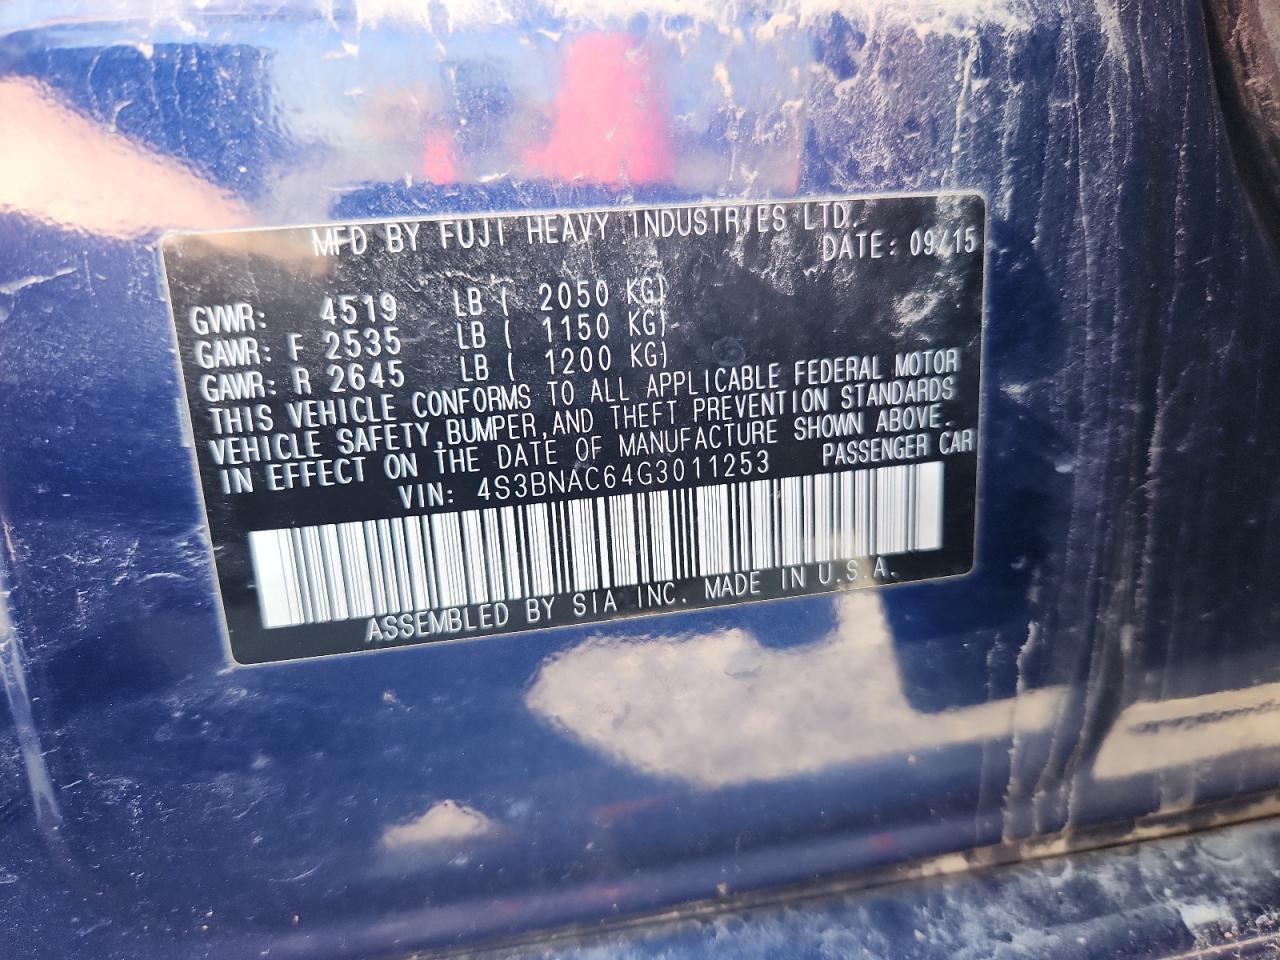 MFD BY FUJI HEAVY INDUSTRIES LTD.
DATE: 09/15
GVWR: 4519 LB ( 2050 KG)
GAWR: F 2535 LB ( 1150 KG)
GAWR: R 2645 LB ( 1200 KG)
THIS VEHICLE CONFORMS TO ALL APPLICABLE FEDERAL MOTOR
VEHICLE SAFETY, BUMPER, AND THEFT PREVENTION STANDARDS
IN EFFECT ON THE DATE OF MANUFACTURE SHOWN ABOVE.
VIN: 4S3BNAC64G3011253 PASSENGER CAR
ASSEMBLED BY SIA INC. MADE IN U.S.A.